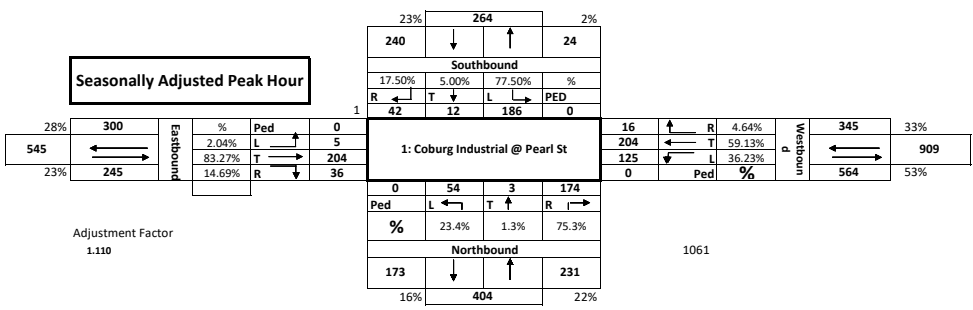 23% 264 2%
240 24
Southbound
Seasonally Adjusted Peak Hour
17.50% 5.00% 77.50% %
R T L PED
1 42 12 186 0
28% 300 Eastbound % Ped 0 16 R 4.64% Westboun d 345 33%
545 2.04% L 5 1: Coburg Industrial @ Pearl St 204 T 59.13% 909
83.27% T 204 125 L 36.23%
23% 245 14.69% R 36 0 Ped % 564 53%
0 54 3 174
Ped L T R
% 23.4% 1.3% 75.3%
Adjustment Factor
1.110 Northbound 1061
173 231
16% 404 22%